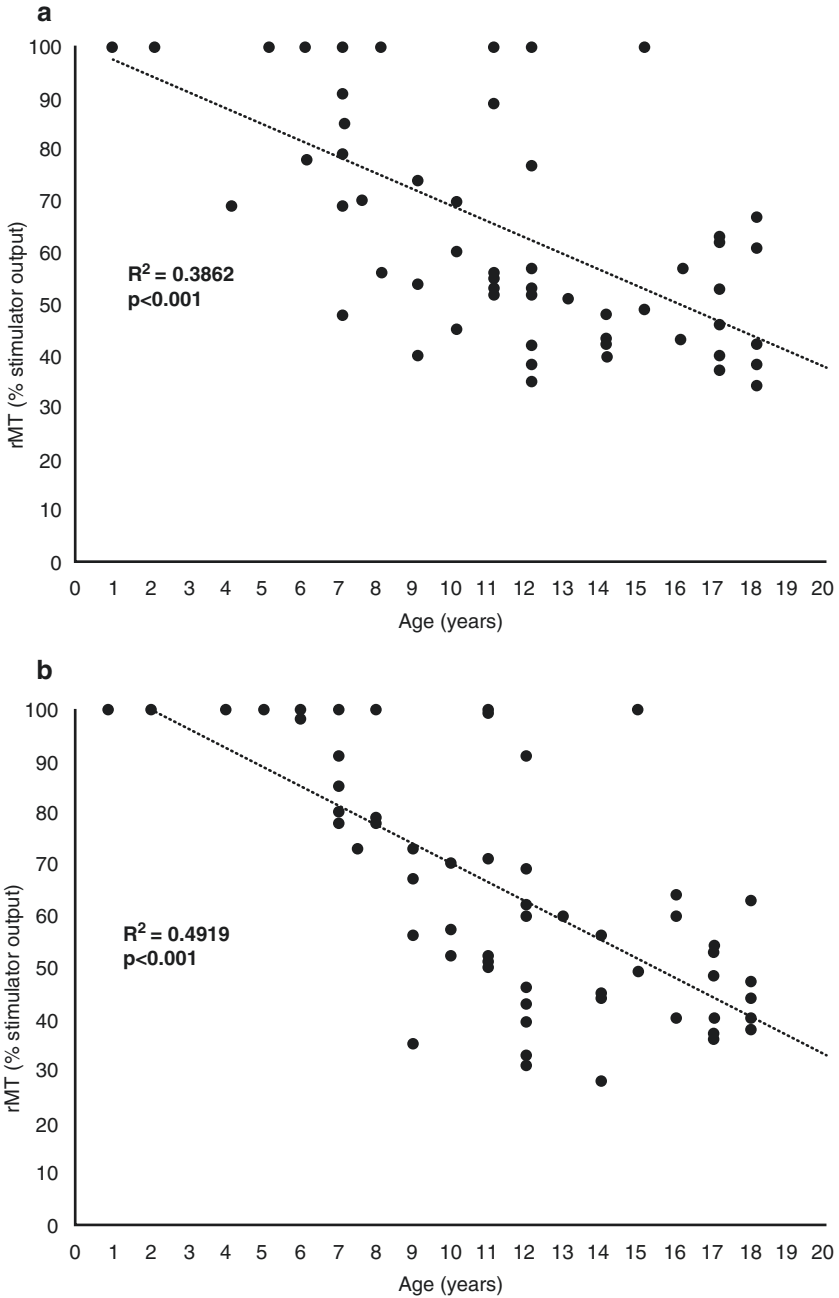 a
100
90
80
70
60
50
40
30
20
10
0
rMT (% stimulator output)
R² = 0.3862
p<0.001
0 1 2 3 4 5 6 7 8 9 10 11 12 13 14 15 16 17 18 19 20
Age (years)
b
100
90
80
70
60
50
40
30
20
10
0
rMT (% stimulator output)
R² = 0.4919
p<0.001
0 1 2 3 4 5 6 7 8 9 10 11 12 13 14 15 16 17 18 19 20
Age (years)